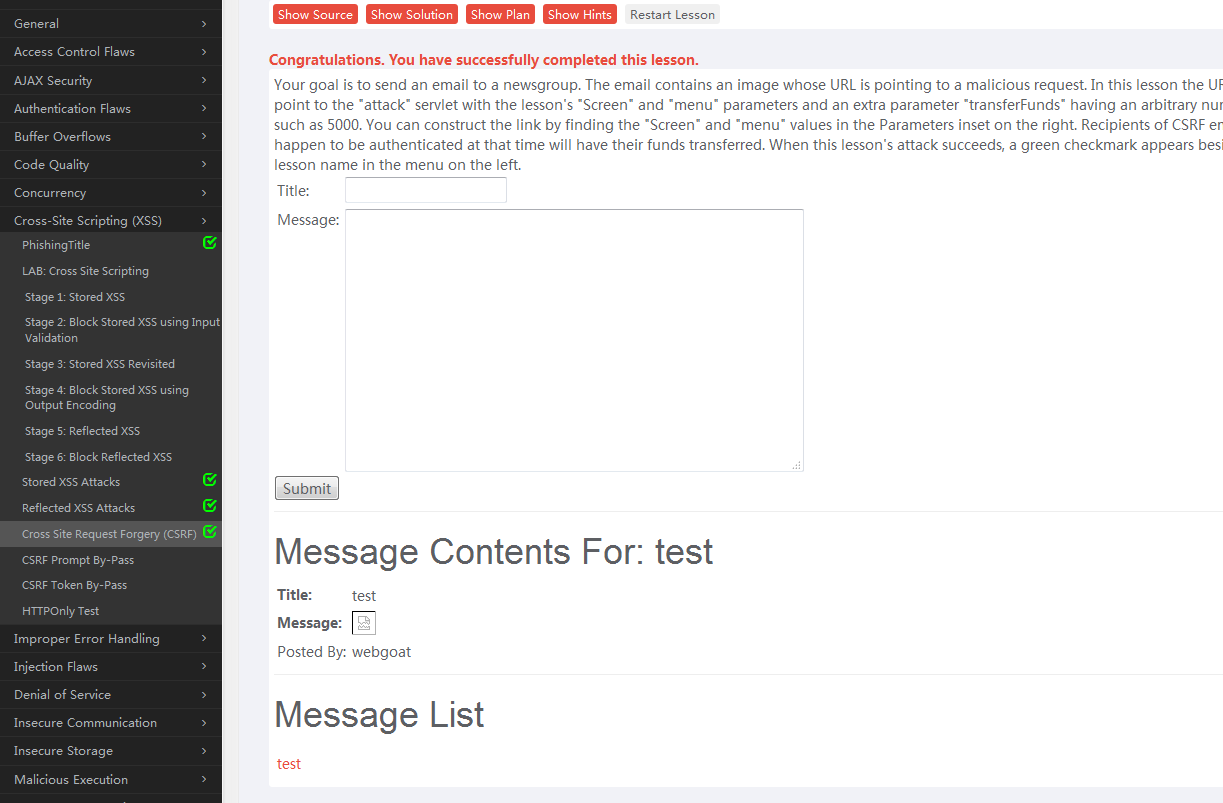 General
Access Control Flaws
AJAX Security
Authentication Flaws
Buffer Overflows
Code Quality
Concurrency
Cross-Site Scripting (XSS)
PhishingTitle
LAB: Cross Site Scripting
Stage 1: Stored XSS
Stage 2: Block Stored XSS using Input
Validation
Stage 3: Stored XSS Revisited
Stage 4: Block Stored XSS using
Output Encoding
Stage 5: Reflected XSS
Stage 6: Block Reflected XSS
Stored XSS Attacks
Reflected XSS Attacks
Cross Site Request Forgery (CSRF)
CSRF Prompt By-Pass
CSRF Token By-Pass
HTTPOnly Test
Improper Error Handling
Injection Flaws
Denial of Service
Insecure Communication
Insecure Storage
Malicious Execution
Show Source Show Solution Show Plan Show Hints Restart Lesson
Congratulations. You have successfully completed this lesson.
Your goal is to send an email to a newsgroup. The email contains an image whose URL is pointing to a malicious request. In this lesson the
point to the "attack" servlet with the lesson's "Screen" and "menu" parameters and an extra parameter "transferFunds" having an arbitrary
such as 5000. You can construct the link by finding the "Screen" and "menu" values in the Parameters inset on the right. Recipients of CSRF
happen to be authenticated at that time will have their funds transferred. When this lesson's attack succeeds, a green checkmark appears
lesson name in the menu on the left.
Title:
Message:
Submit
Message Contents For: test
Title: test
Message:
Posted By: webgoat
Message List
test